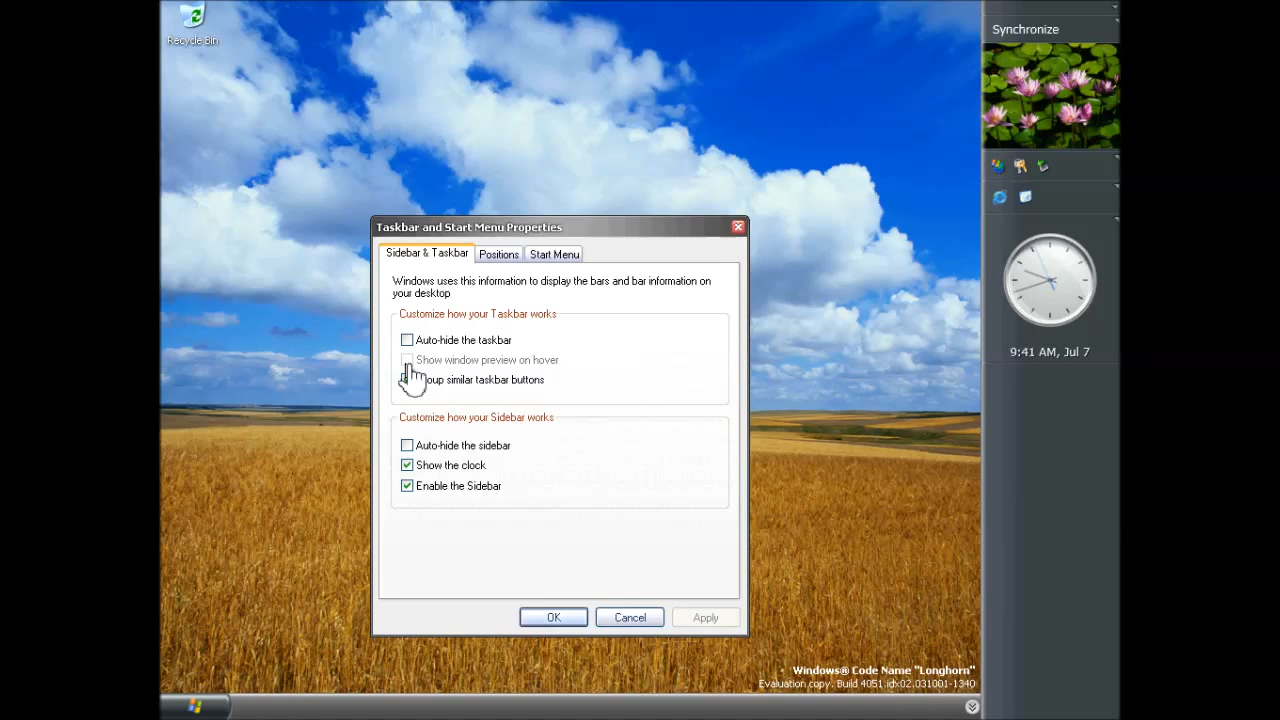 Recycle Bin
Synchronize
Taskbar and Start Menu Properties
Sidebar & Taskbar
Positions
Start Menu
Windows uses this information to display the bars and bar information on
your desktop
Customize how your Taskbar works
Auto-hide the taskbar
Show window preview on hover
oup similar taskbar buttons
Customize how your Sidebar works
Auto-hide the sidebar
Show the clock
Enable the Sidebar
OK
Cancel
Apply
9:41 AM, Jul 7
Windows® Code Name "Longhorn"
Evaluation copy. Build 4051.idx02.031001-1340